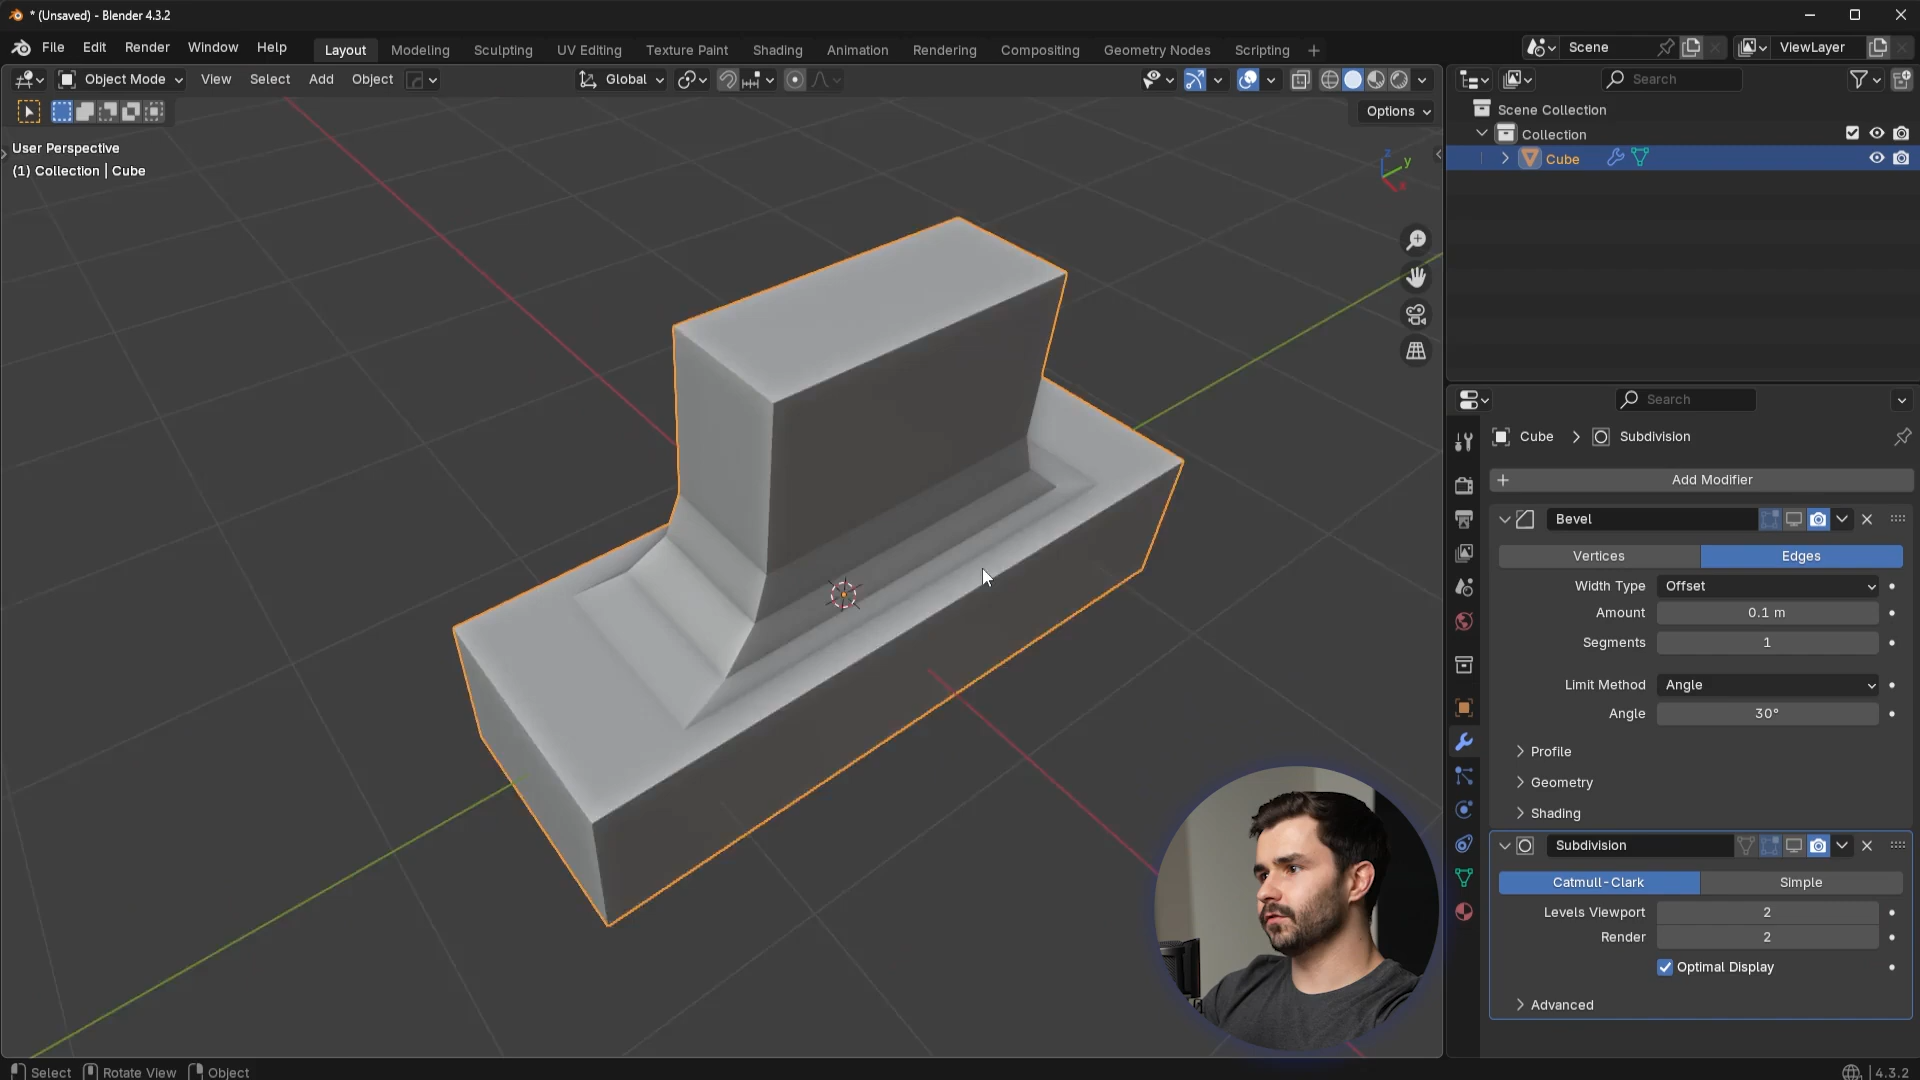 * (Unsaved) - Blender 4.3.2
File Edit Render Window Help
Layout Modeling Sculpting UV Editing Texture Paint Shading Animation Rendering Compositing Geometry Nodes Scripting +
Scene
ViewLayer
Object Mode View Select Add Object
Global
Options
User Perspective
(1) Collection | Cube
z
y
x
Search
Scene Collection
Collection
Cube
Search
Cube > Subdivision
+ Add Modifier
Bevel
Vertices Edges
Width Type Offset
Amount 0.1 m
Segments 1
Limit Method Angle
Angle 30°
Profile
Geometry
Shading
Subdivision
Catmull-Clark Simple
Levels Viewport 2
Render 2
Optimal Display
Advanced
Select Rotate View Object
4.3.2